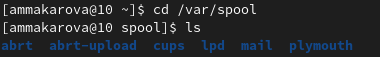 [ammakarova@10 ~]$ cd /var/spool
[ammakarova@10 spool]$ ls
abrt  abrt-upload  cups  lpd  mail  plymouth